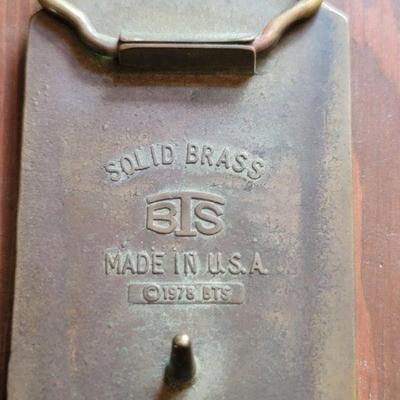 SOLID BRASS
BTS
MADE IN U.S.A.
©1978 BTS